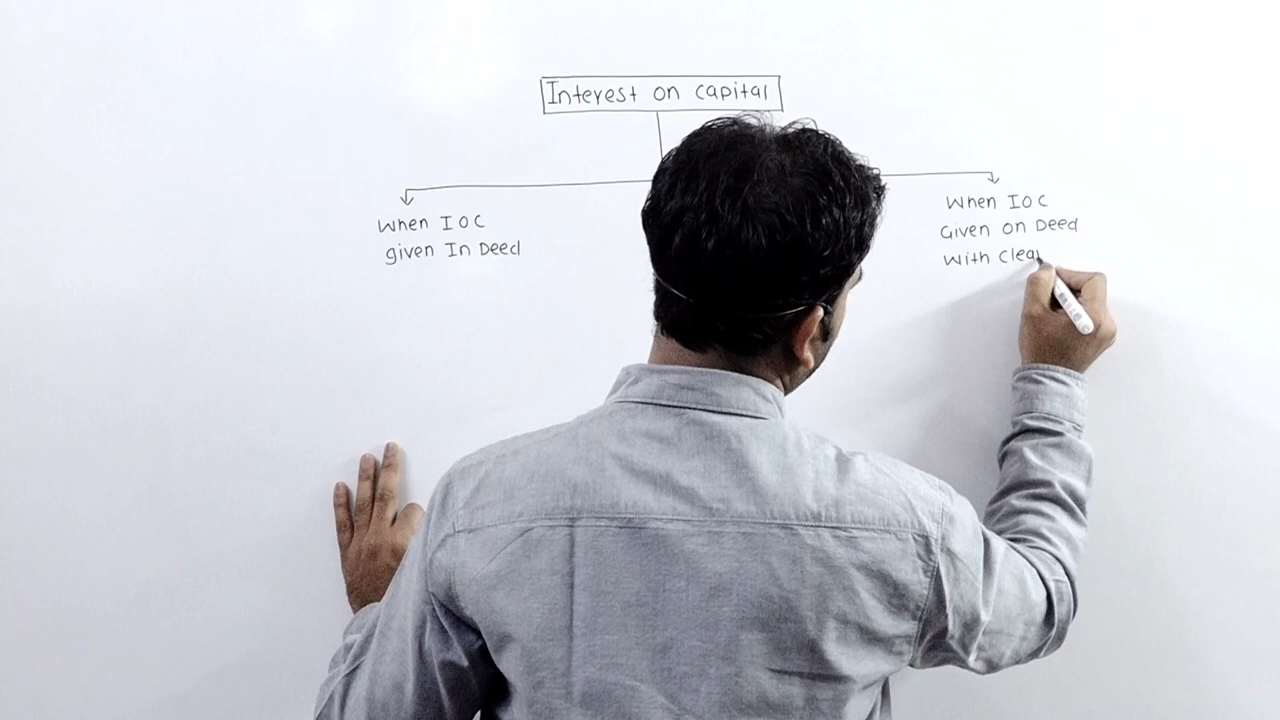 Interest on capital
When IOC
given In Deed
When IOC
Given on Deed
With Clea